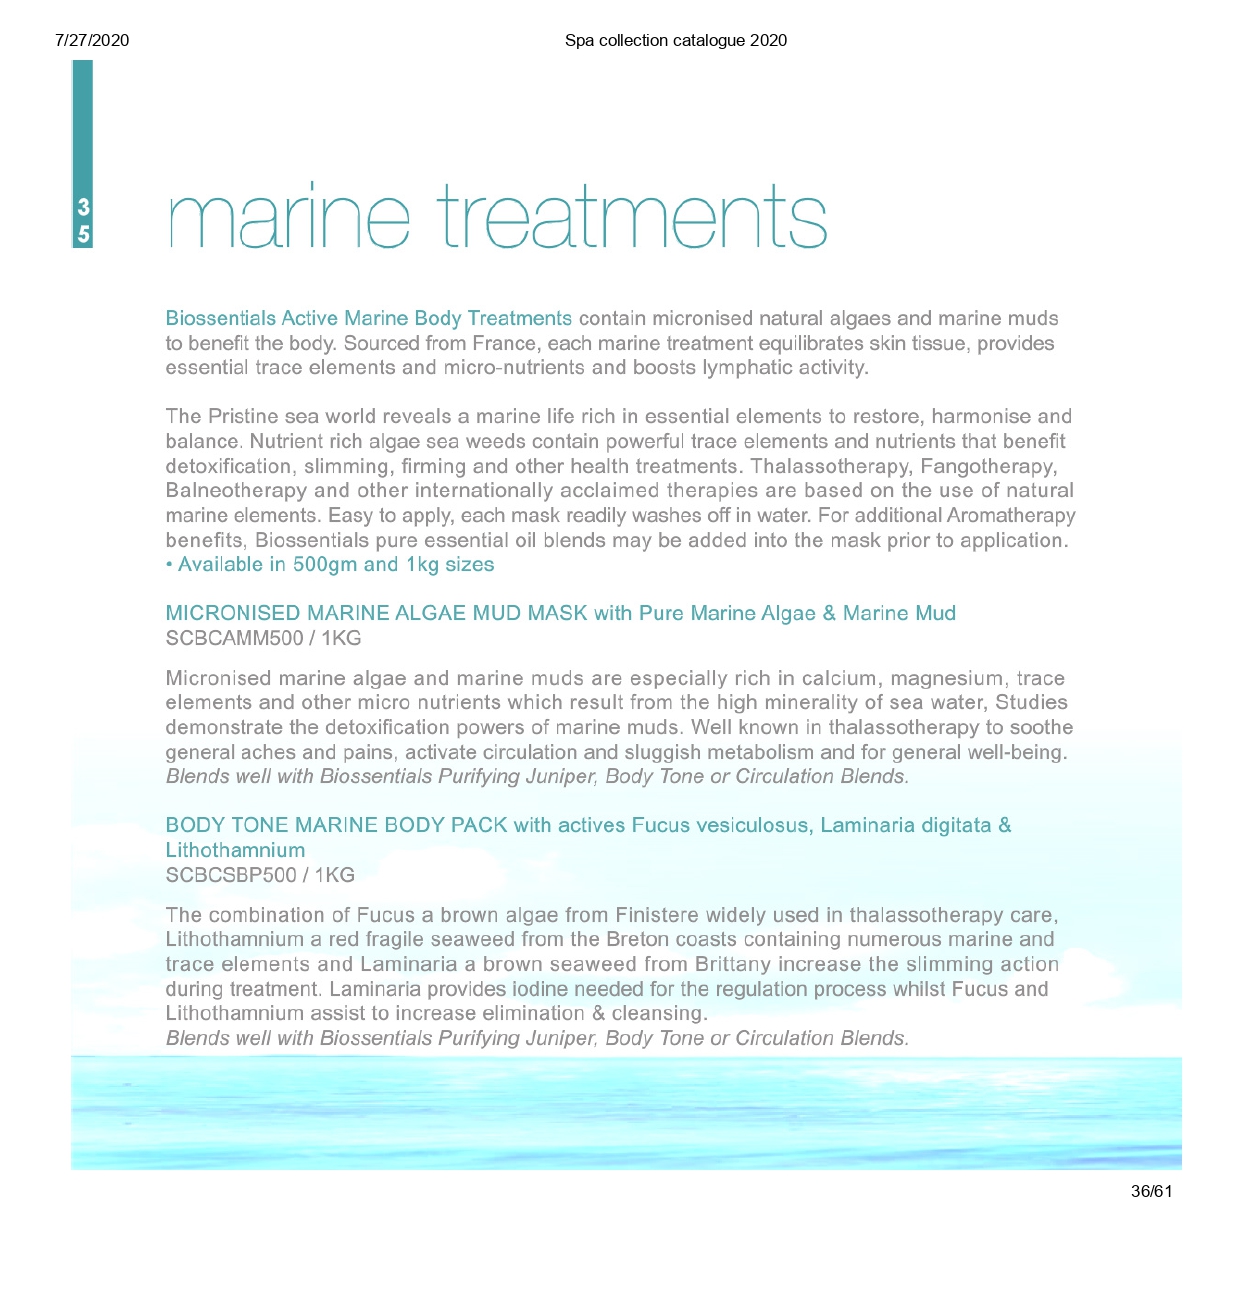 7/27/2020 Spa collection catalogue 2020
3
5
marine treatments
Biossentials Active Marine Body Treatments contain micronised natural algaes and marine muds
to benefit the body. Sourced from France, each marine treatment equilibrates skin tissue, provides
essential trace elements and micro-nutrients and boosts lymphatic activity.
The Pristine sea world reveals a marine life rich in essential elements to restore, harmonise and
balance. Nutrient rich algae sea weeds contain powerful trace elements and nutrients that benefit
detoxification, slimming, firming and other health treatments. Thalassotherapy, Fangotherapy,
Balneotherapy and other internationally acclaimed therapies are based on the use of natural
marine elements. Easy to apply, each mask readily washes off in water. For additional Aromatherapy
benefits, Biossentials pure essential oil blends may be added into the mask prior to application.
• Available in 500gm and 1kg sizes
MICRONISED MARINE ALGAE MUD MASK with Pure Marine Algae & Marine Mud
SCBCAMM500 / 1KG
Micronised marine algae and marine muds are especially rich in calcium, magnesium, trace
elements and other micro nutrients which result from the high minerality of sea water, Studies
demonstrate the detoxification powers of marine muds. Well known in thalassotherapy to soothe
general aches and pains, activate circulation and sluggish metabolism and for general well-being.
Blends well with Biossentials Purifying Juniper, Body Tone or Circulation Blends.
BODY TONE MARINE BODY PACK with actives Fucus vesiculosus, Laminaria digitata &
Lithothamnium
SCBCSBP500 / 1KG
The combination of Fucus a brown algae from Finistere widely used in thalassotherapy care,
Lithothamnium a red fragile seaweed from the Breton coasts containing numerous marine and
trace elements and Laminaria a brown seaweed from Brittany increase the slimming action
during treatment. Laminaria provides iodine needed for the regulation process whilst Fucus and
Lithothamnium assist to increase elimination & cleansing.
Blends well with Biossentials Purifying Juniper, Body Tone or Circulation Blends.
36/61